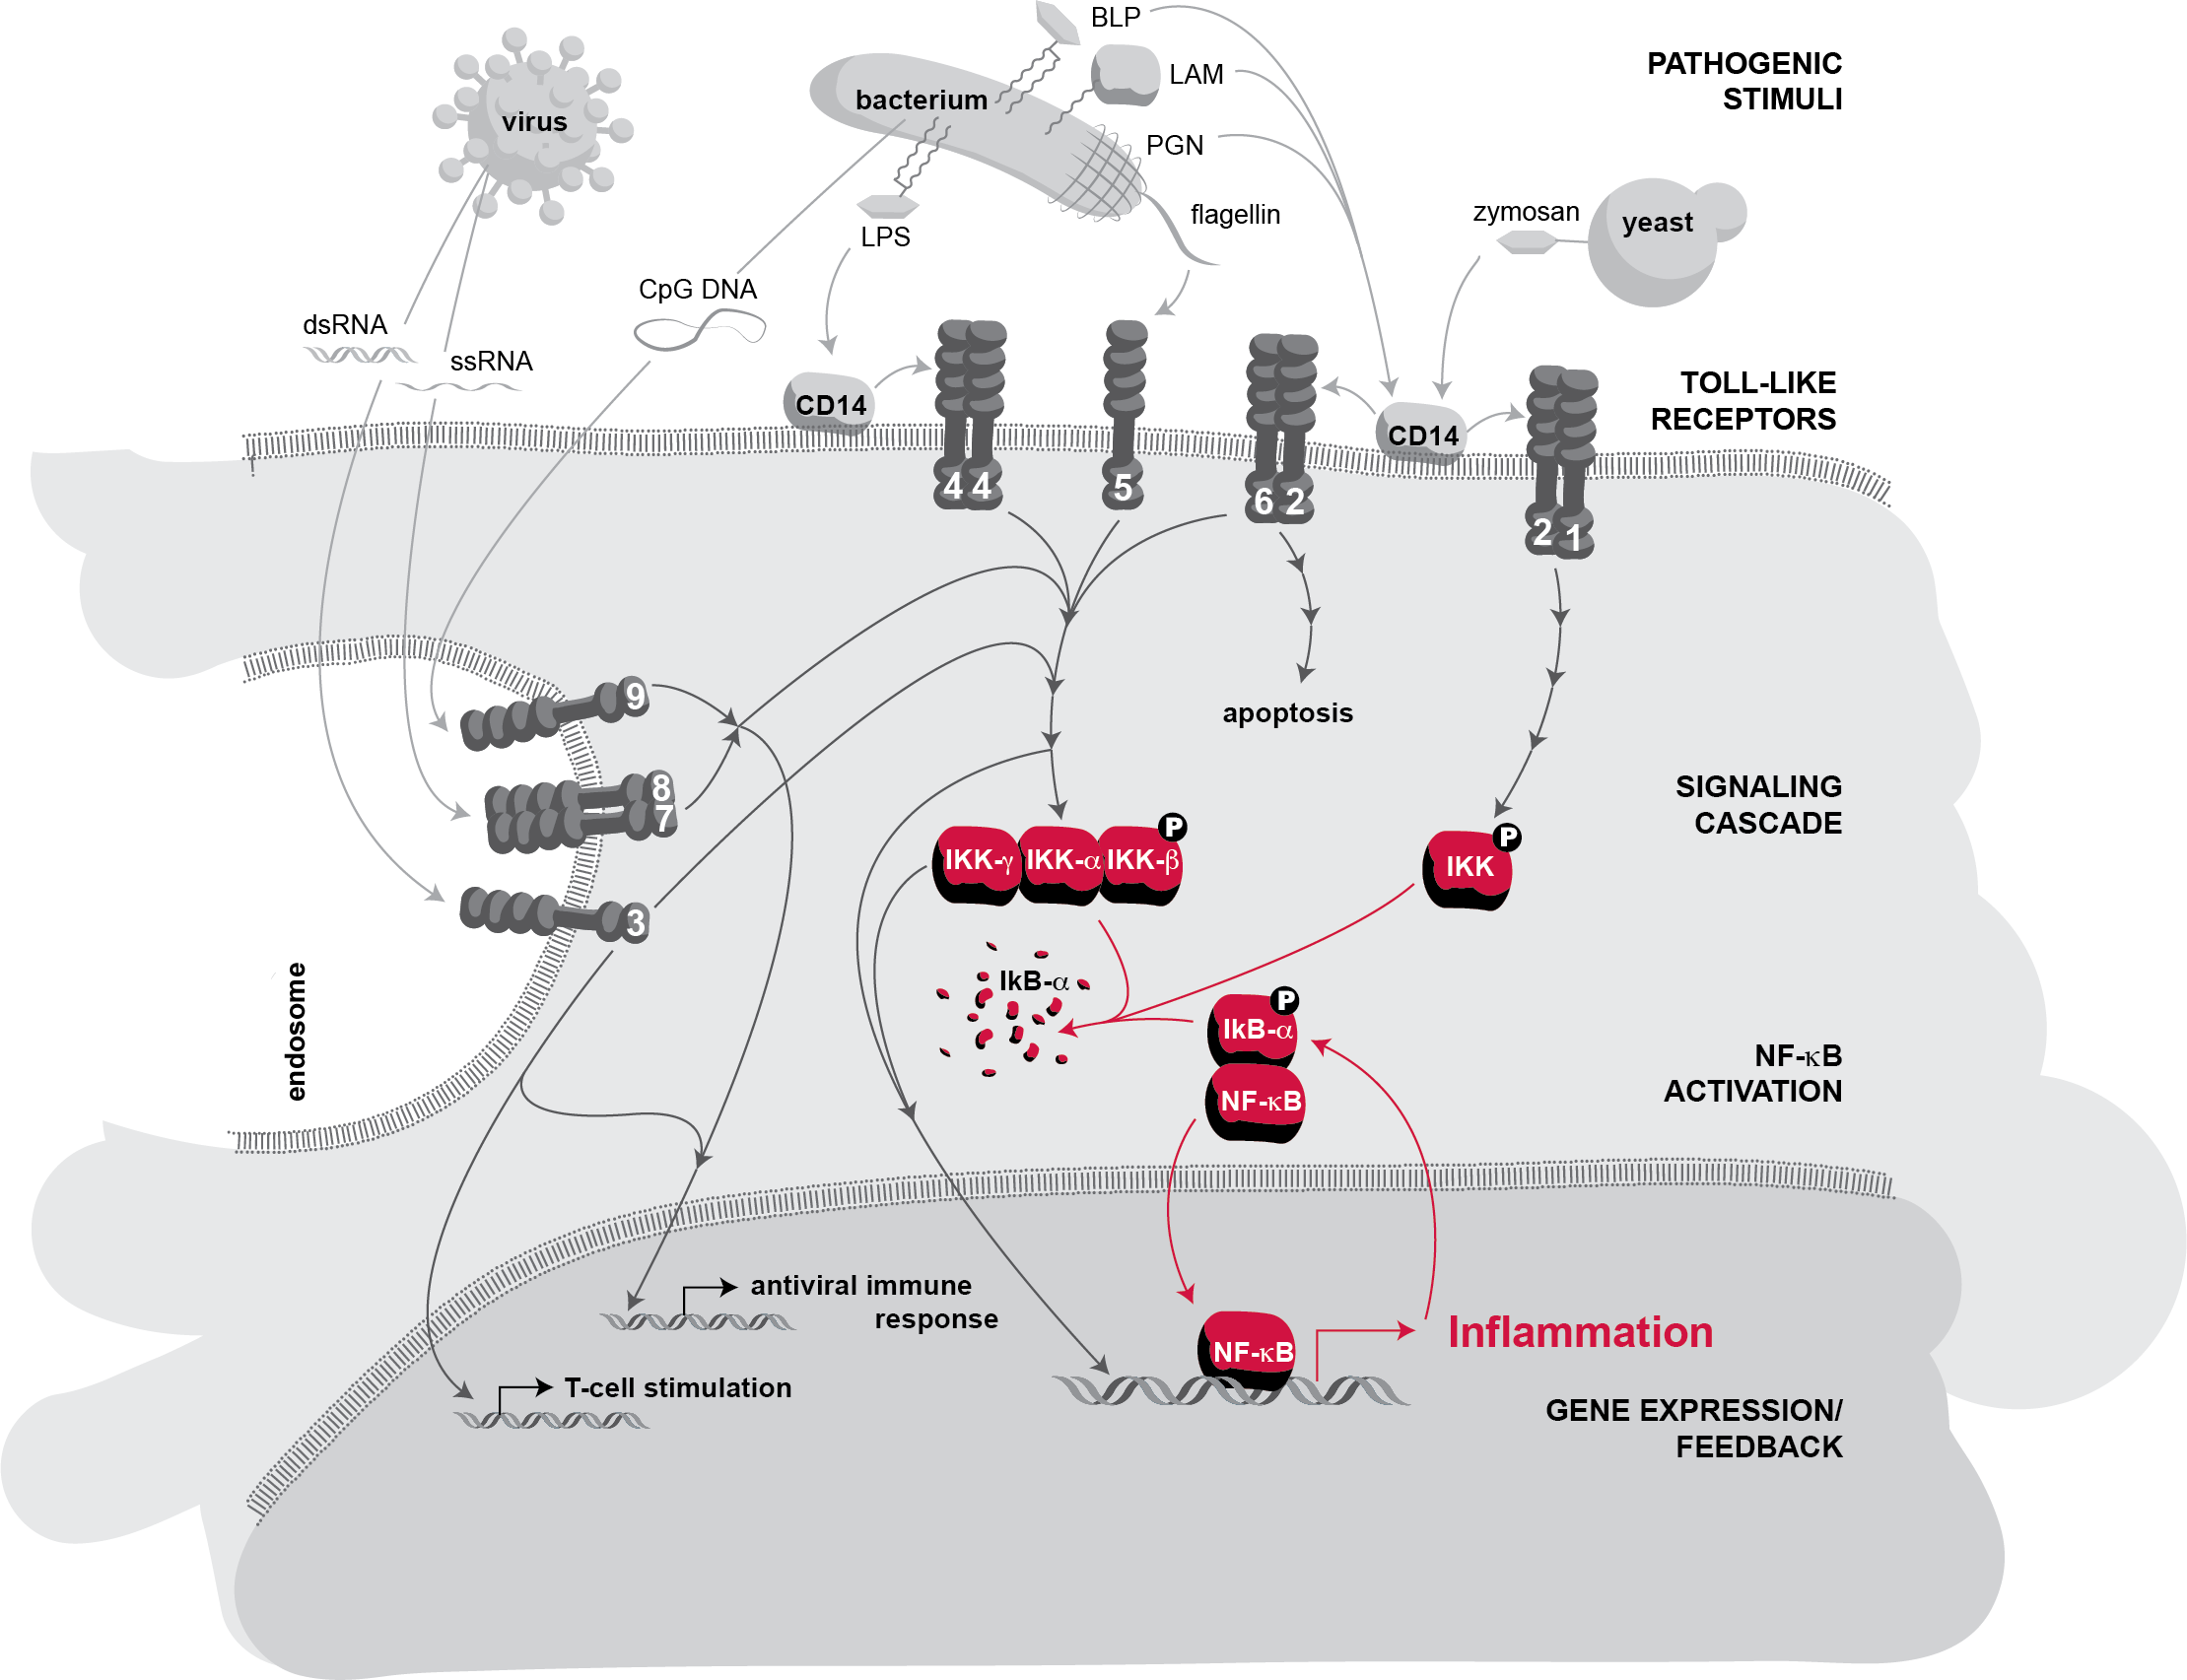 BLP
PATHOGENIC
STIMULI
LAM
bacterium
virus
PGN
zymosan
yeast
flagellin
LPS
CpG DNA
dsRNA
ssRNA
TOLL-LIKE
RECEPTORS
CD14
CD14
4 4
5
6 2
2 1
9
8
7
3
apoptosis
SIGNALING
CASCADE
P
IKK-γ IKK-α IKK-β
P
IKK
endosome
IkB-α
P
IkB-α
NF-κB
NF-κB
ACTIVATION
antiviral immune
response
Inflammation
NF-κB
T-cell stimulation
GENE EXPRESSION/
FEEDBACK